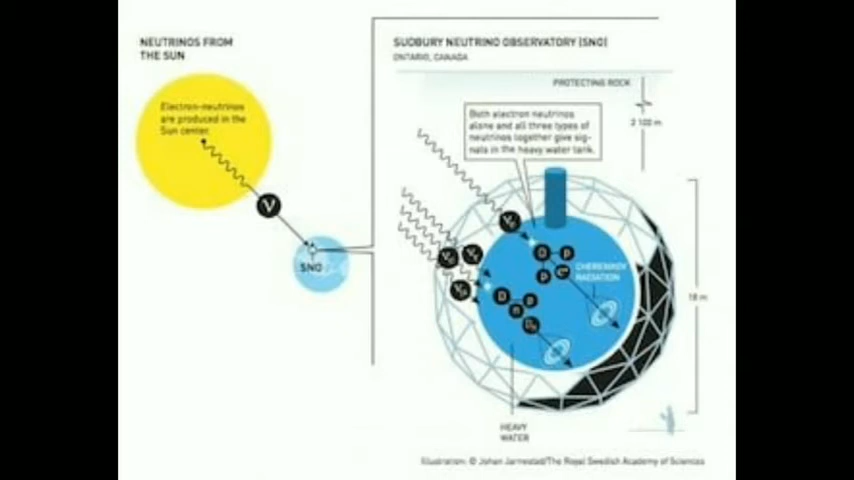 NEUTRINOS FROM
THE SUN
Electron-neutrinos
are produced in the
Sun center.
ν
SNO
SUDBURY NEUTRINO OBSERVATORY (SNO)
ONTARIO, CANADA
PROTECTING ROCK
2 100 m
Both electron neutrinos
alone and all three types of
neutrinos together give sig-
nals in the heavy water tank.
D
p
p
e
CHERENKOV
RADIATION
D
p
n
18 m
HEAVY
WATER
Illustration: © Johan Jarnestad/The Royal Swedish Academy of Sciences